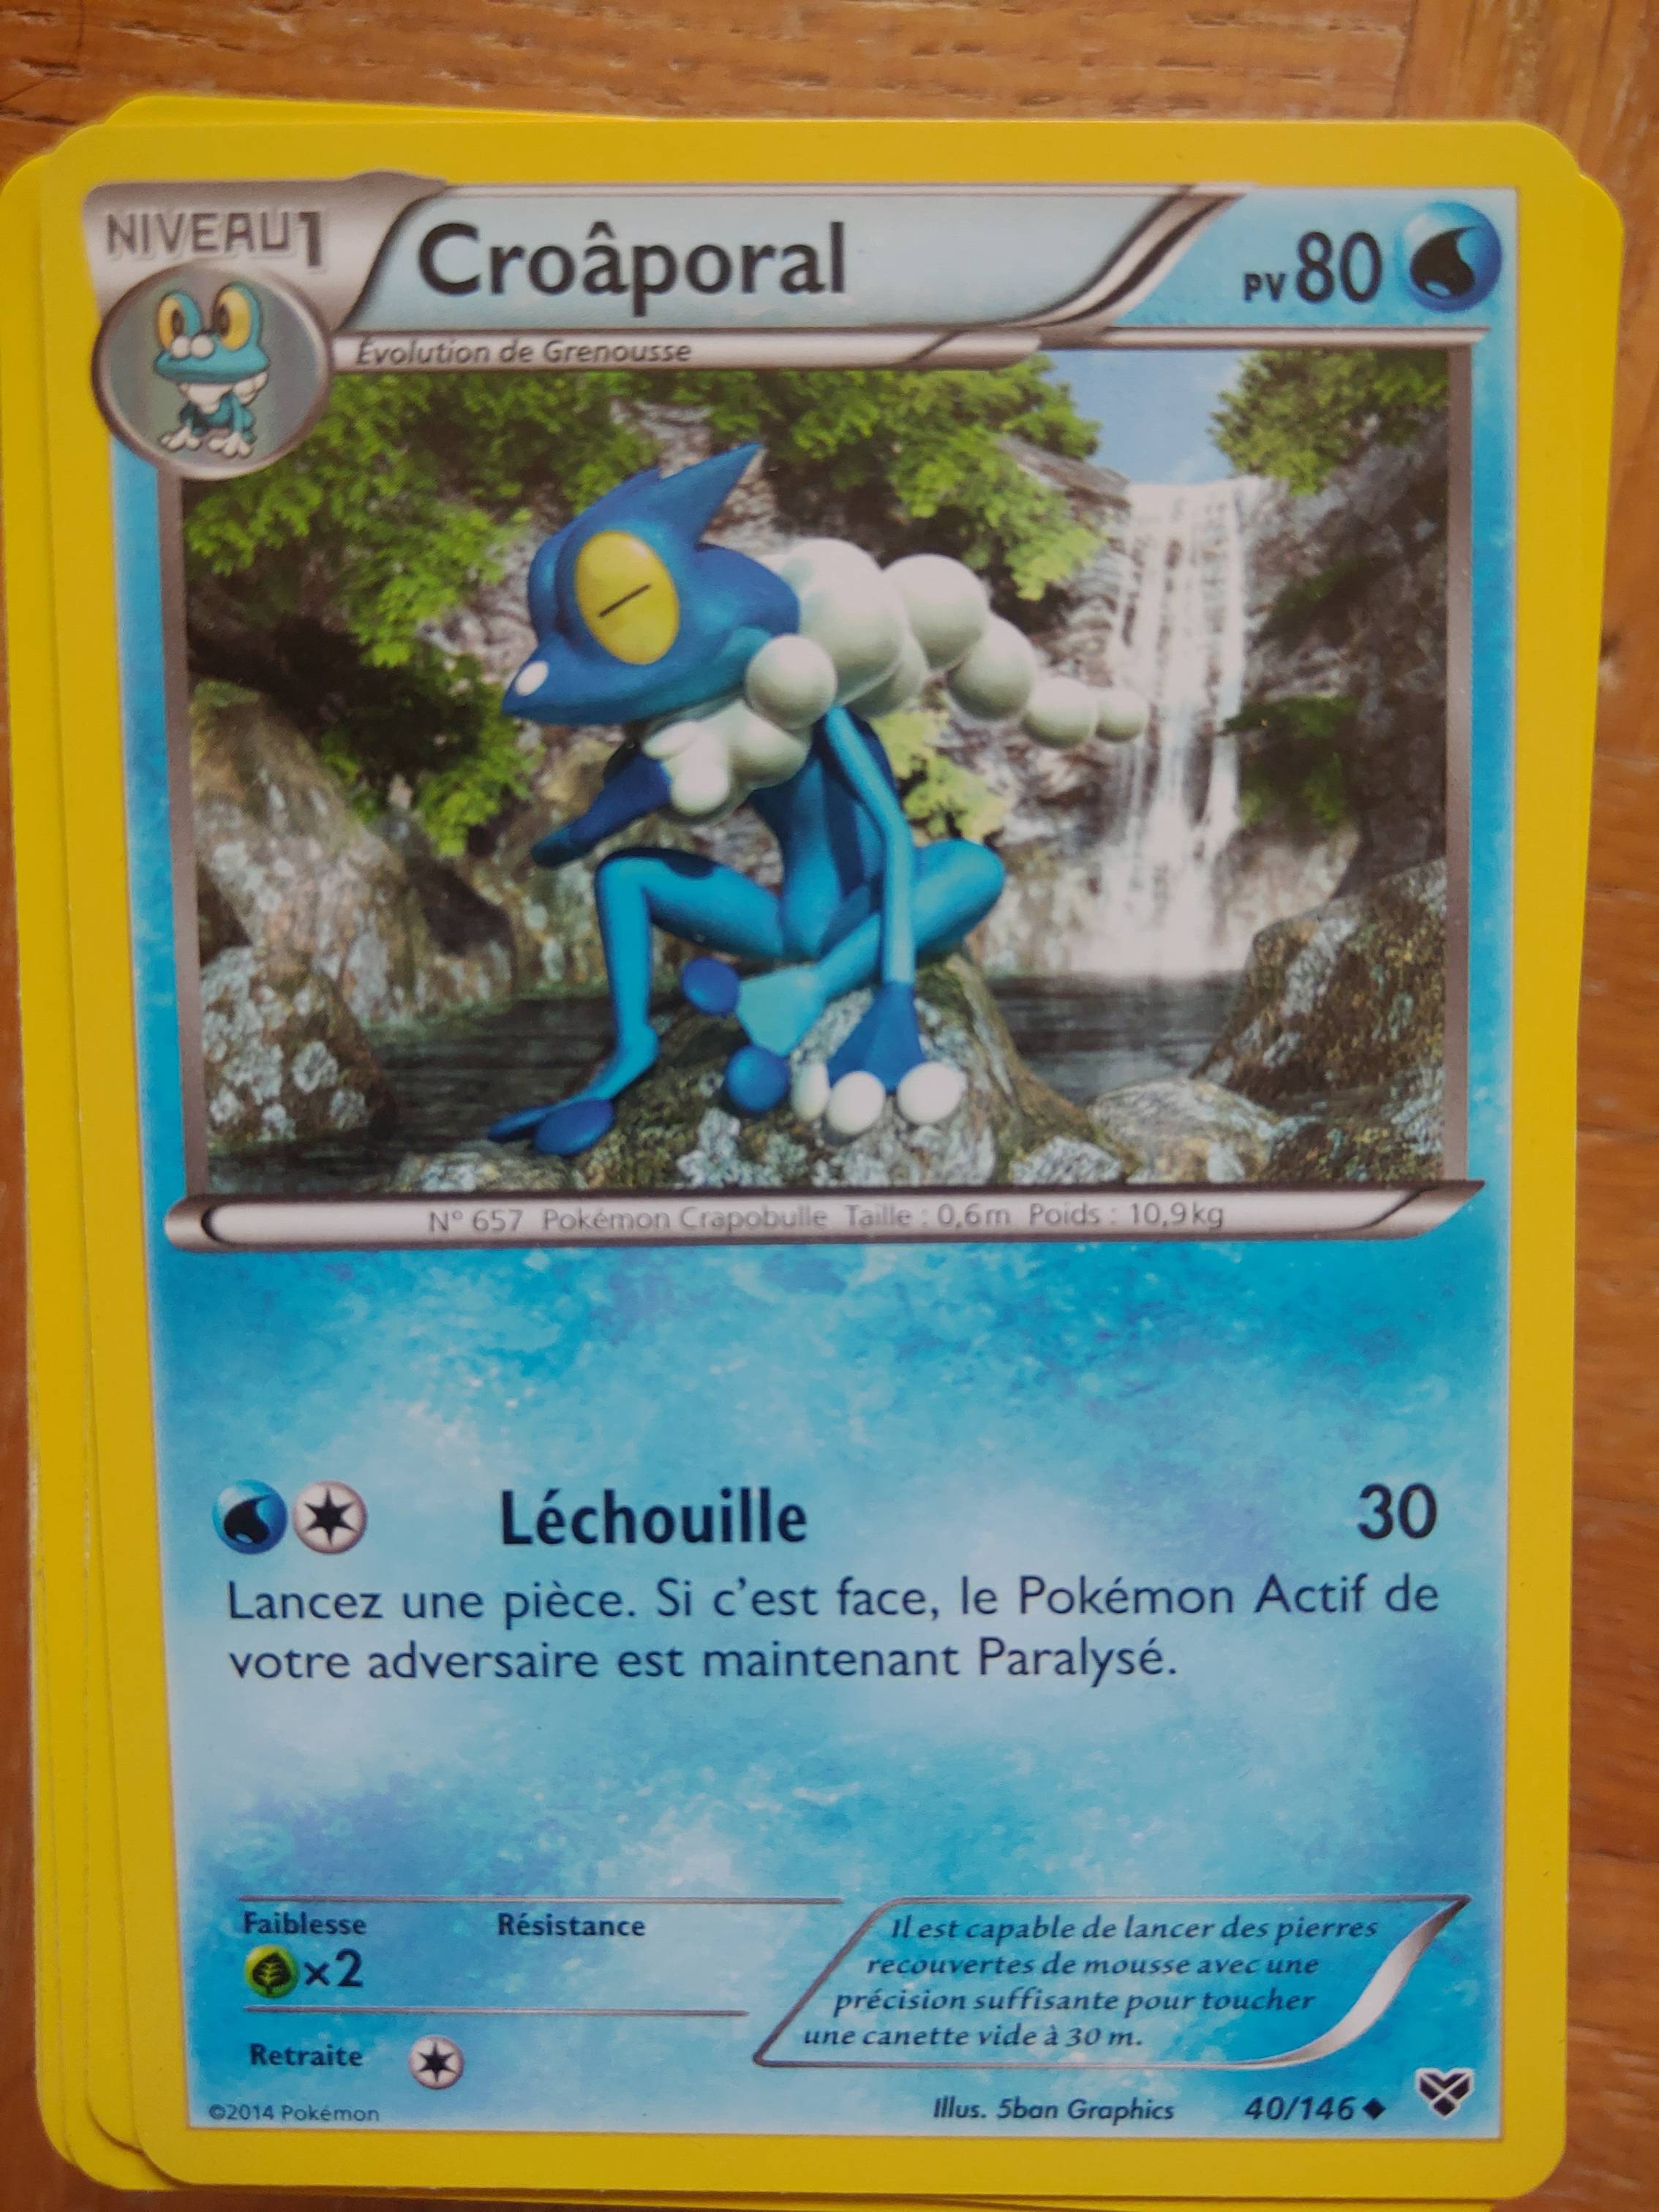 NIVEAU1
Croâporal
PV 80
Évolution de Grenousse
N° 657 Pokémon Crapobulle Taille : 0,6m Poids : 10,9kg
Léchouille 30
Lancez une pièce. Si c'est face, le Pokémon Actif de
votre adversaire est maintenant Paralysé.
Faiblesse
×2
Résistance
Retraite
Il est capable de lancer des pierres
recouvertes de mousse avec une
précision suffisante pour toucher
une canette vide à 30 m.
©2014 Pokémon
Illus. 5ban Graphics
40/146